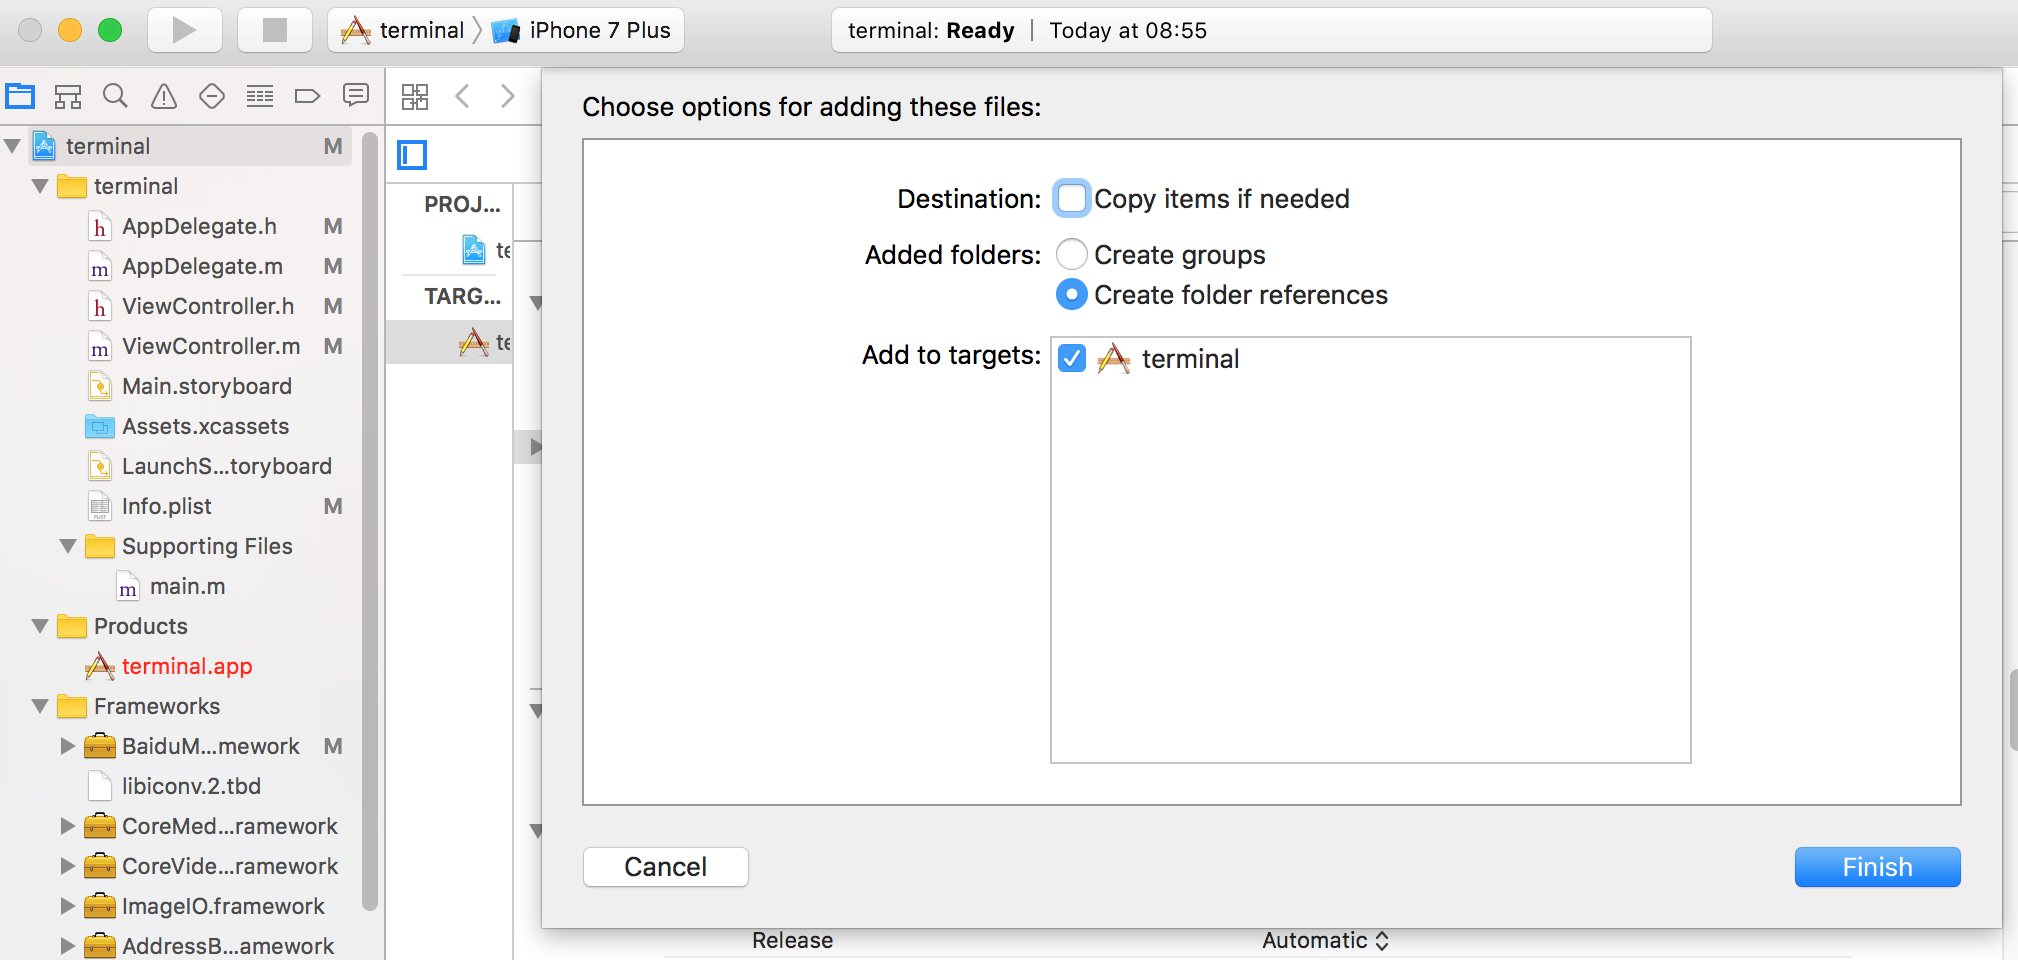 terminal iPhone 7 Plus
terminal: Ready | Today at 08:55
terminal M
terminal
AppDelegate.h M
AppDelegate.m M
ViewController.h M
ViewController.m M
Main.storyboard
Assets.xcassets
LaunchS...toryboard
Info.plist M
Supporting Files
main.m
Products
terminal.app
Frameworks
BaiduM...mework M
libiconv.2.tbd
CoreMed...ramework
CoreVide...ramework
ImageIO.framework
AddressB...amework
PROJ...
te
TARG...
te
Choose options for adding these files:
Destination: Copy items if needed
Added folders: Create groups
Create folder references
Add to targets: terminal
Cancel Finish
Release Automatic